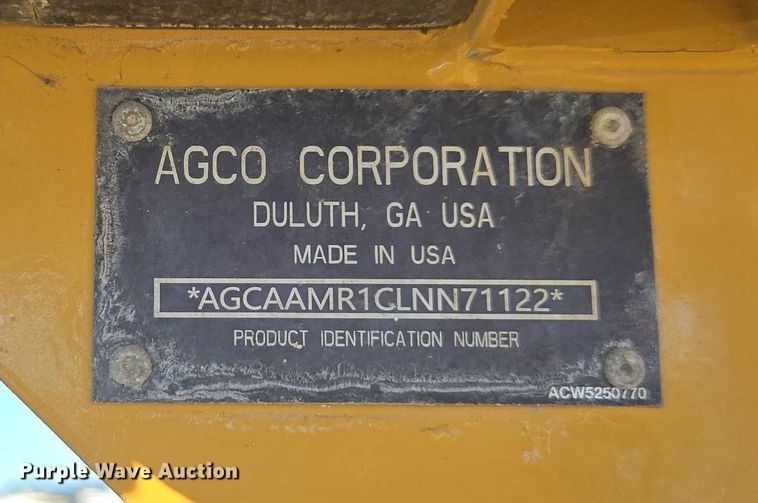 AGCO CORPORATION
DULUTH, GA USA
MADE IN USA
*AGCAAMR1CLNN71122*
PRODUCT IDENTIFICATION NUMBER
ACW5250770
Purple Wave Auction